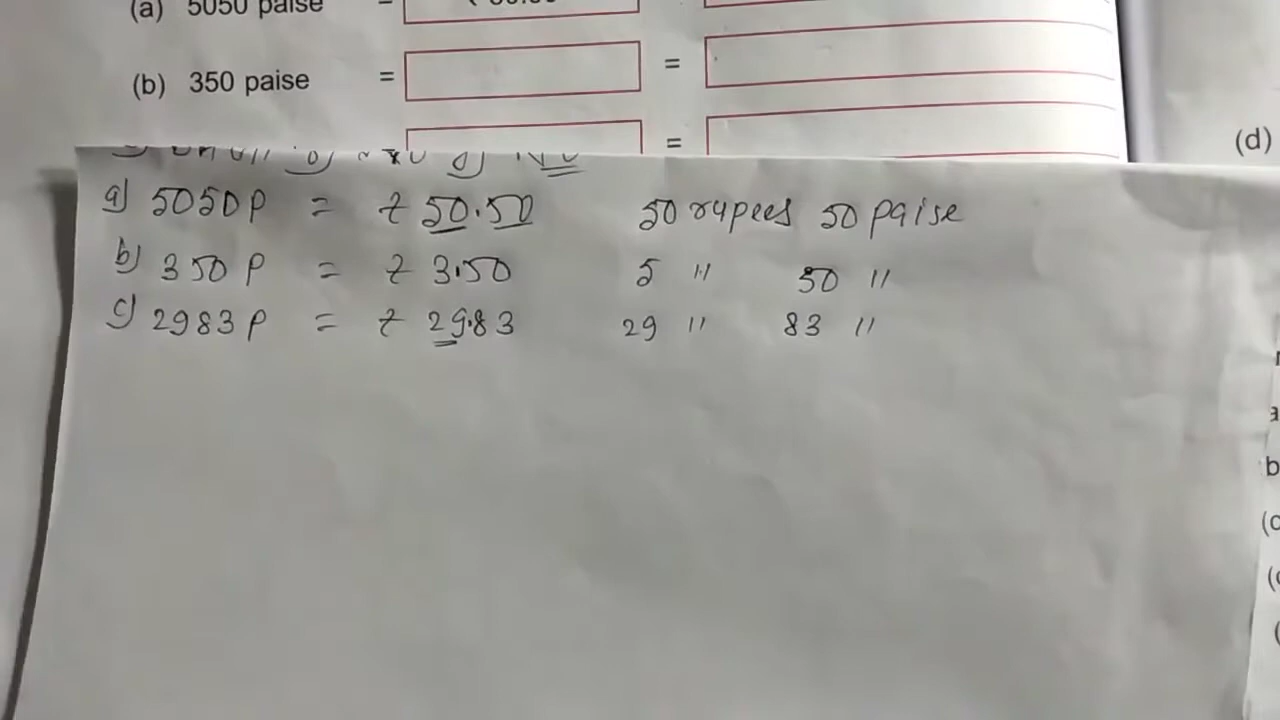 (a) 5050 paise =
(b) 350 paise = =
=
(d)
a) 5050 P = ₹ 50.50 50 rupees 50 paise
b) 350 P = ₹ 3.50 5 " 50 "
c) 2983 P = ₹ 29.83 29 " 83 "
b